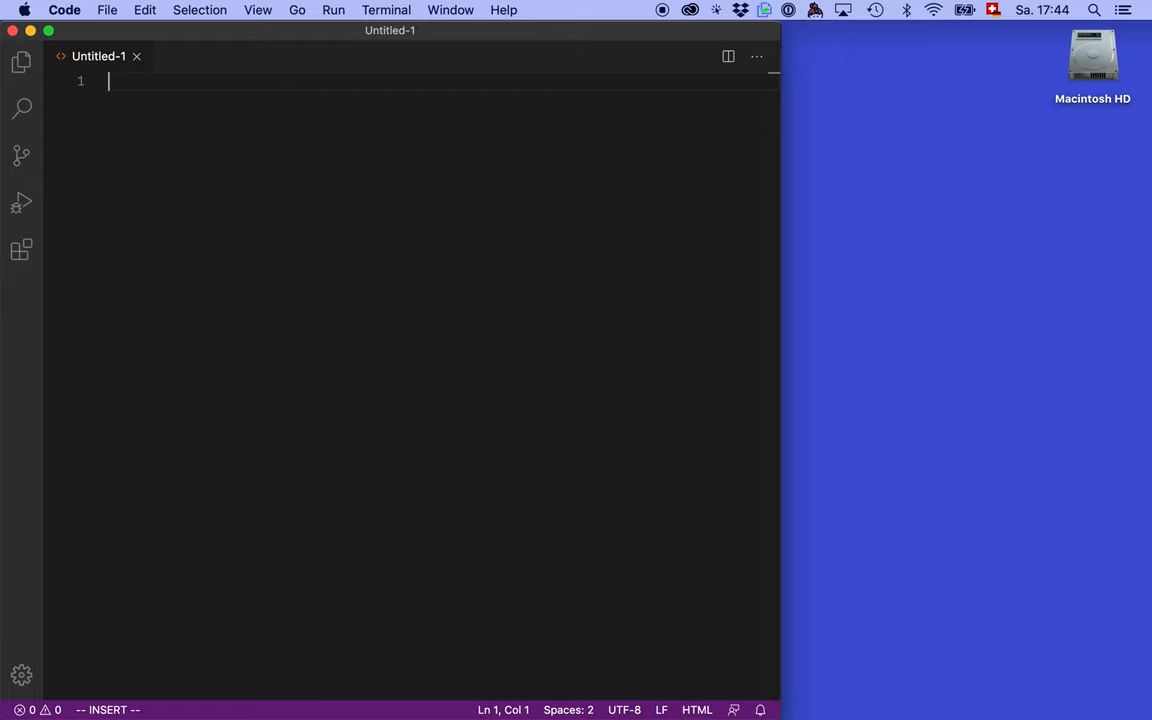 Code File Edit Selection View Go Run Terminal Window Help Sa. 17:44
Untitled-1
Untitled-1
1
Macintosh HD
0 0 -- INSERT -- Ln 1, Col 1 Spaces: 2 UTF-8 LF HTML